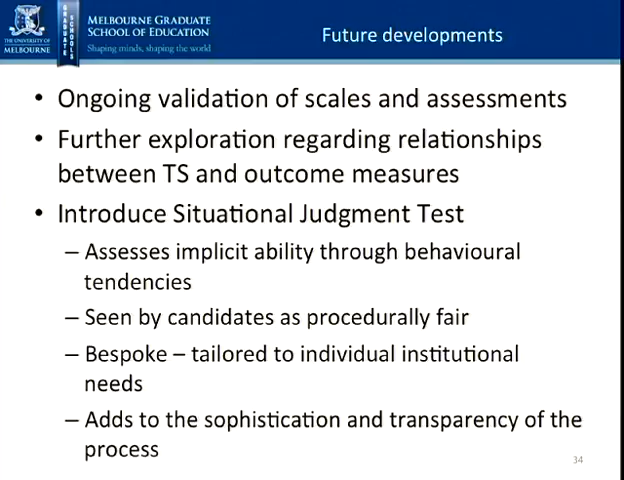 THE UNIVERSITY OF
MELBOURNE
GRADUATE
SCHOOLS
MELBOURNE GRADUATE
SCHOOL OF EDUCATION
Shaping minds, shaping the world
Future developments
• Ongoing validation of scales and assessments
• Further exploration regarding relationships
between TS and outcome measures
• Introduce Situational Judgment Test
– Assesses implicit ability through behavioural
tendencies
– Seen by candidates as procedurally fair
– Bespoke – tailored to individual institutional
needs
– Adds to the sophistication and transparency of the
process
34